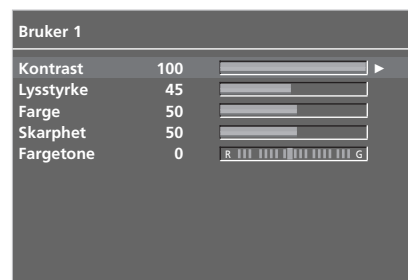 Bruker 1
Kontrast 100
Lysstyrke 45
Farge 50
Skarphet 50
Fargetone 0 R G